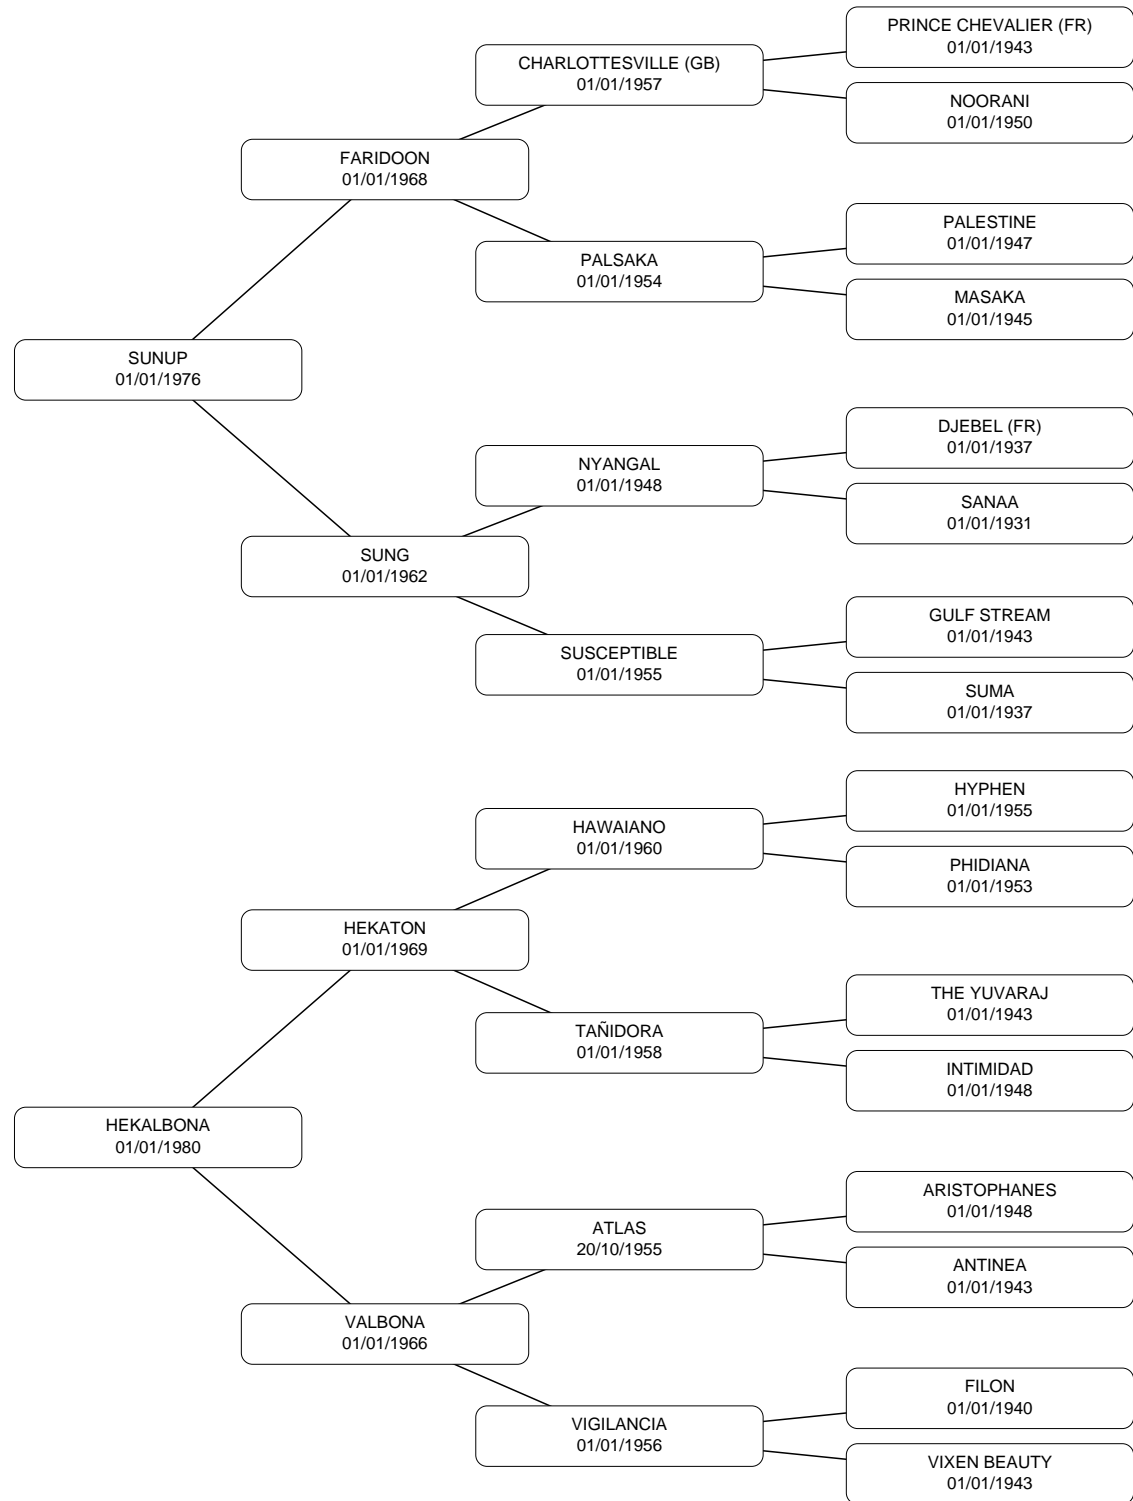 PRINCE CHEVALIER (FR)
01/01/1943
CHARLOTTESVILLE (GB)
01/01/1957
NOORANI
01/01/1950
FARIDOON
01/01/1968
PALESTINE
01/01/1947
PALSAKA
01/01/1954
MASAKA
01/01/1945
SUNUP
01/01/1976
DJEBEL (FR)
01/01/1937
NYANGAL
01/01/1948
SANAA
01/01/1931
SUNG
01/01/1962
GULF STREAM
01/01/1943
SUSCEPTIBLE
01/01/1955
SUMA
01/01/1937
HYPHEN
01/01/1955
HAWAIANO
01/01/1960
PHIDIANA
01/01/1953
HEKATON
01/01/1969
THE YUVARAJ
01/01/1943
TAÑIDORA
01/01/1958
INTIMIDAD
01/01/1948
HEKALBONA
01/01/1980
ARISTOPHANES
01/01/1948
ATLAS
20/10/1955
ANTINEA
01/01/1943
VALBONA
01/01/1966
FILON
01/01/1940
VIGILANCIA
01/01/1956
VIXEN BEAUTY
01/01/1943